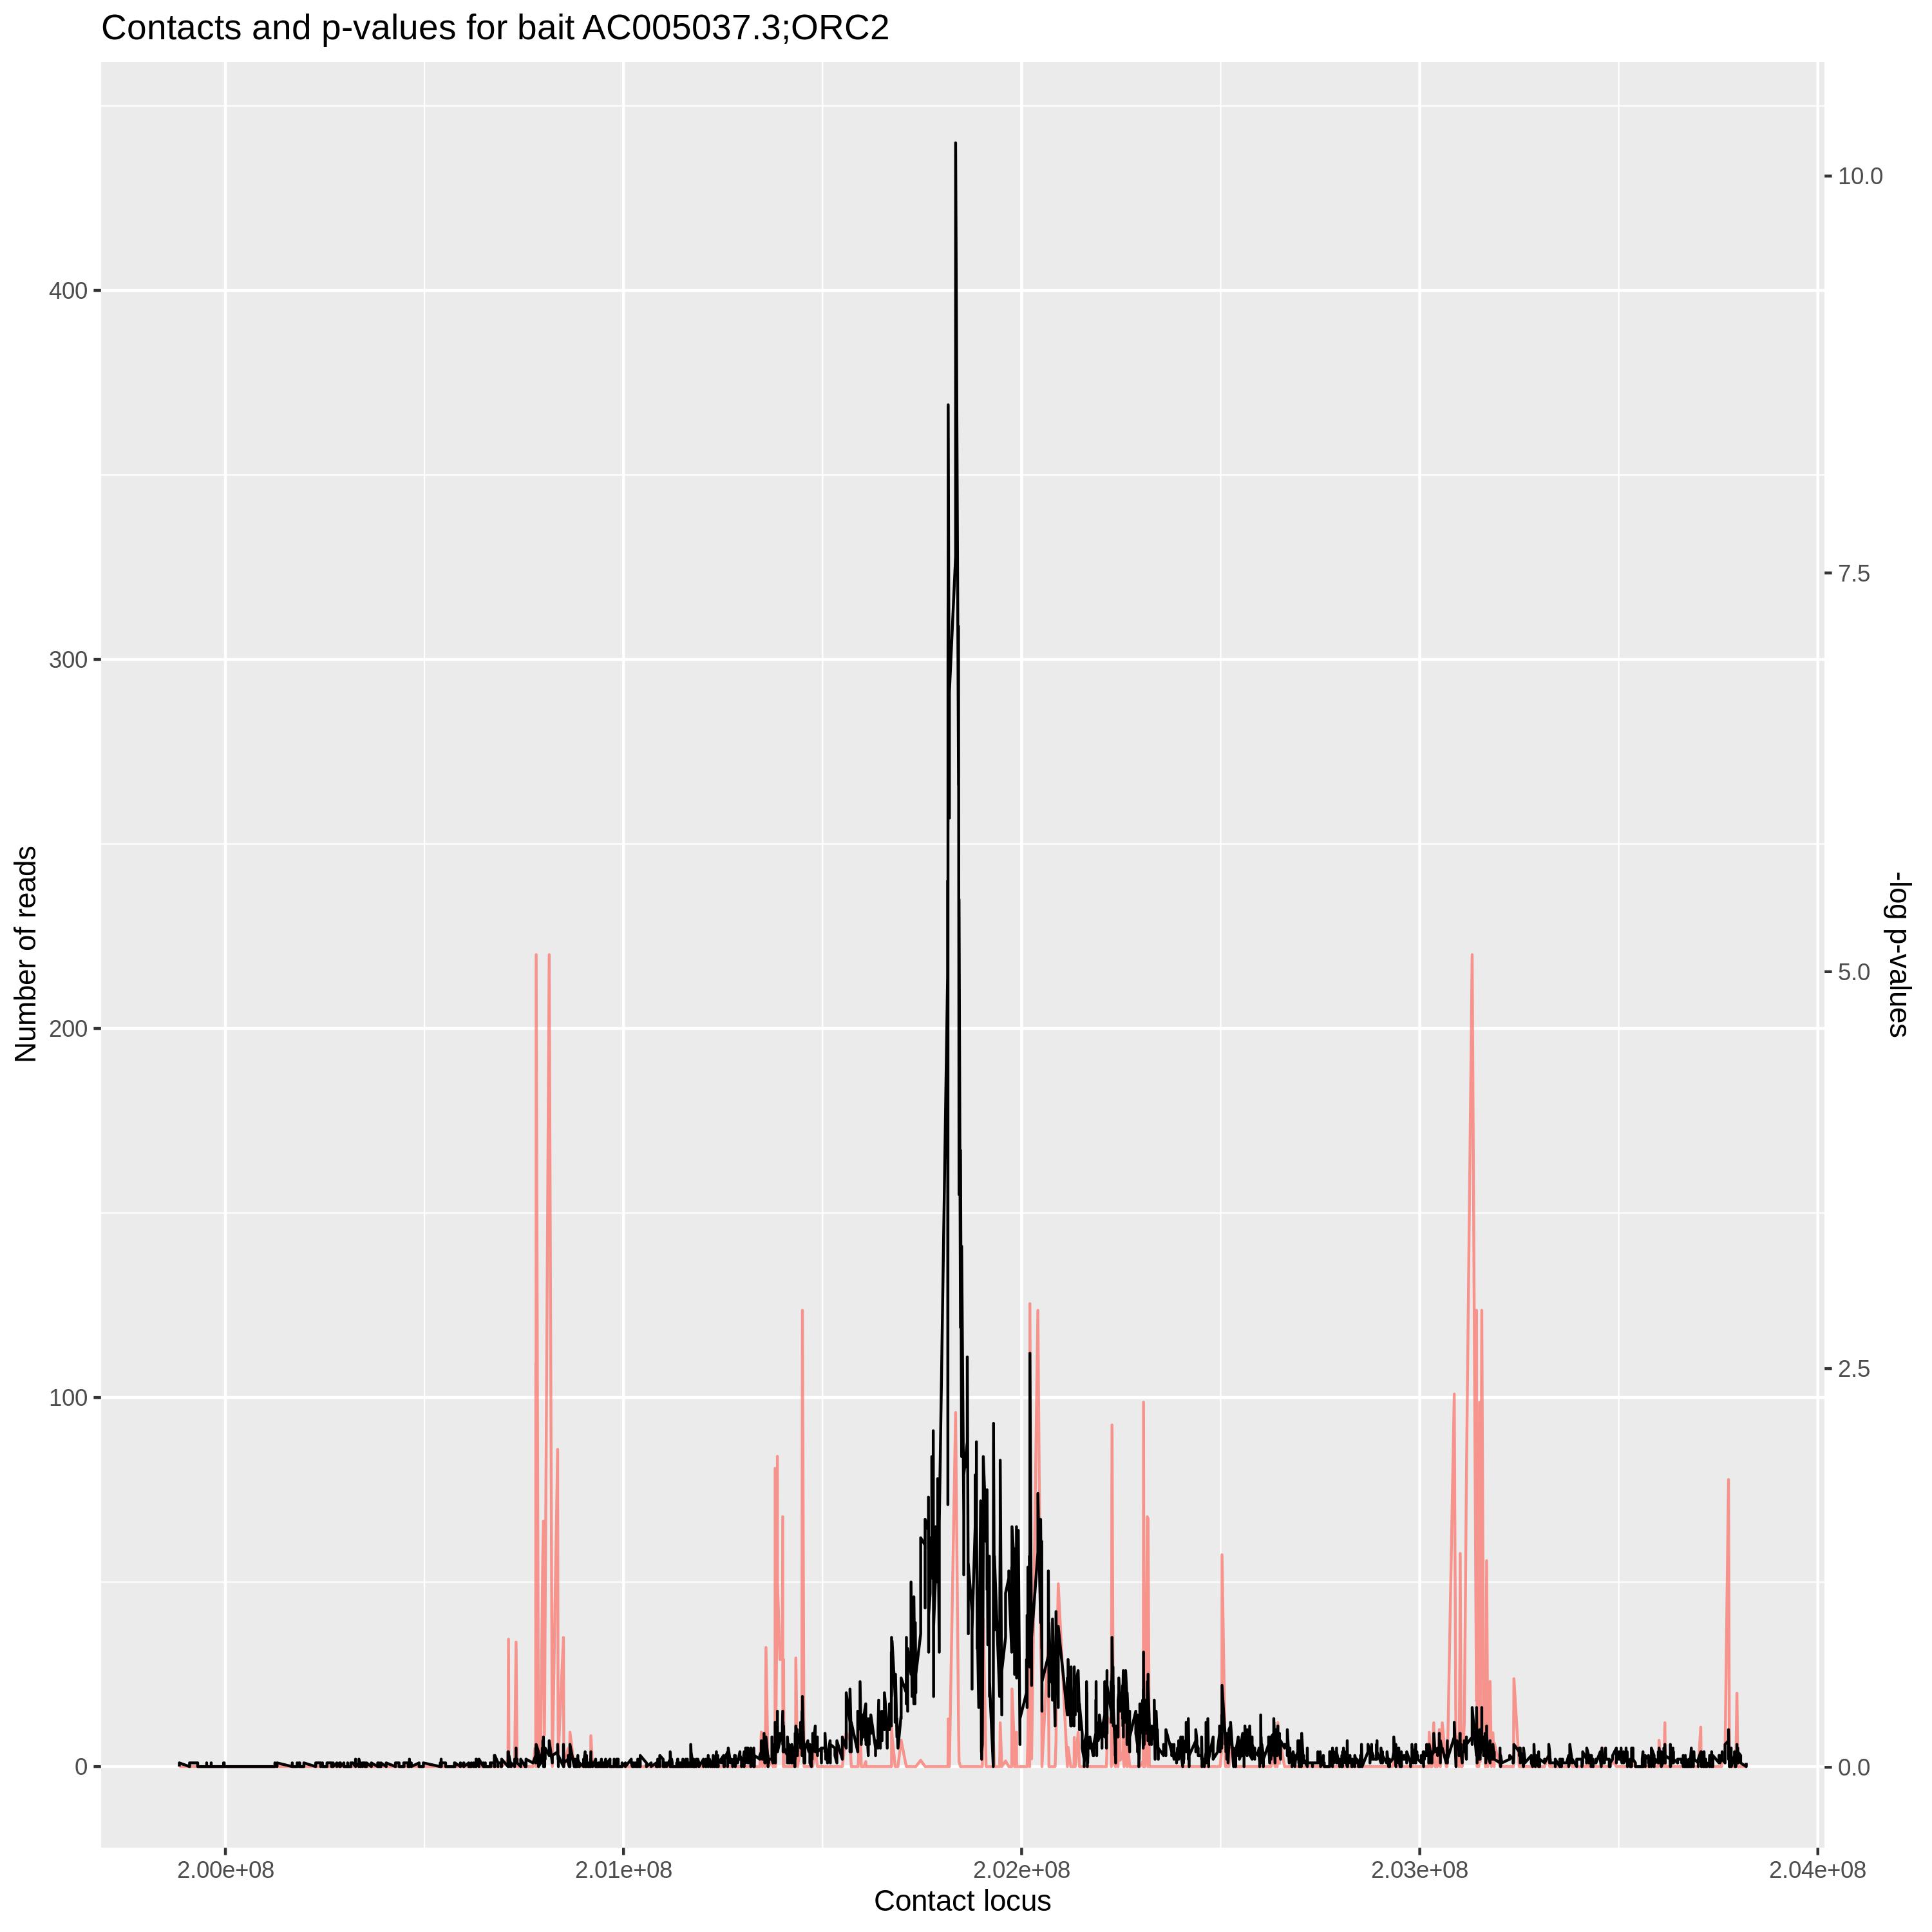 Contacts and p-values for bait AC005037.3;ORC2
Number of reads
400
300
200
100
0
10.0
7.5
5.0
2.5
0.0
-log p-values
2.00e+08
2.01e+08
2.02e+08
2.03e+08
2.04e+08
Contact locus